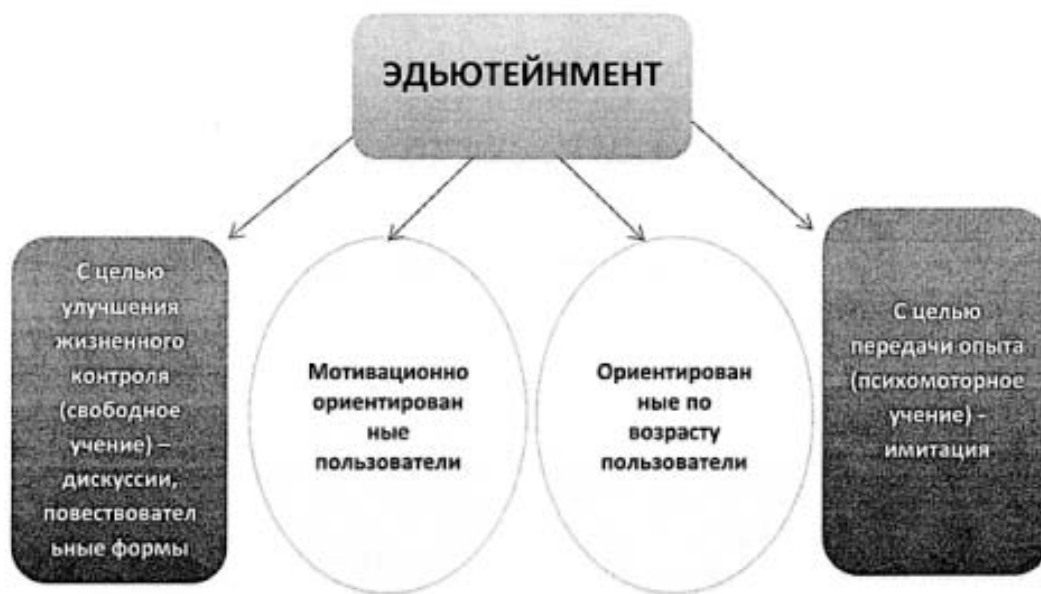 ЭДЬЮТЕЙНМЕНТ
С целью
улучшения
жизненного
контроля
(свободное
учение) –
дискуссии,
повествовател
ьные формы
Мотивационно
ориентирован
ные
пользователи
Ориентирован
ные по
возрасту
пользователи
С целью
передачи опыта
(психомоторное
учение) -
имитация